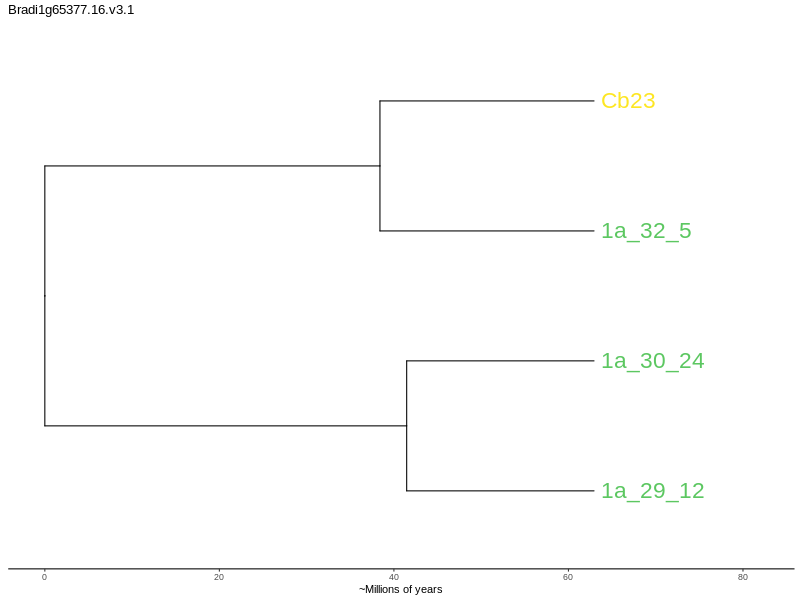 Bradi1g65377.16.v3.1
Cb23
1a_32_5
1a_30_24
1a_29_12
0 20 40 60 80
~Millions of years